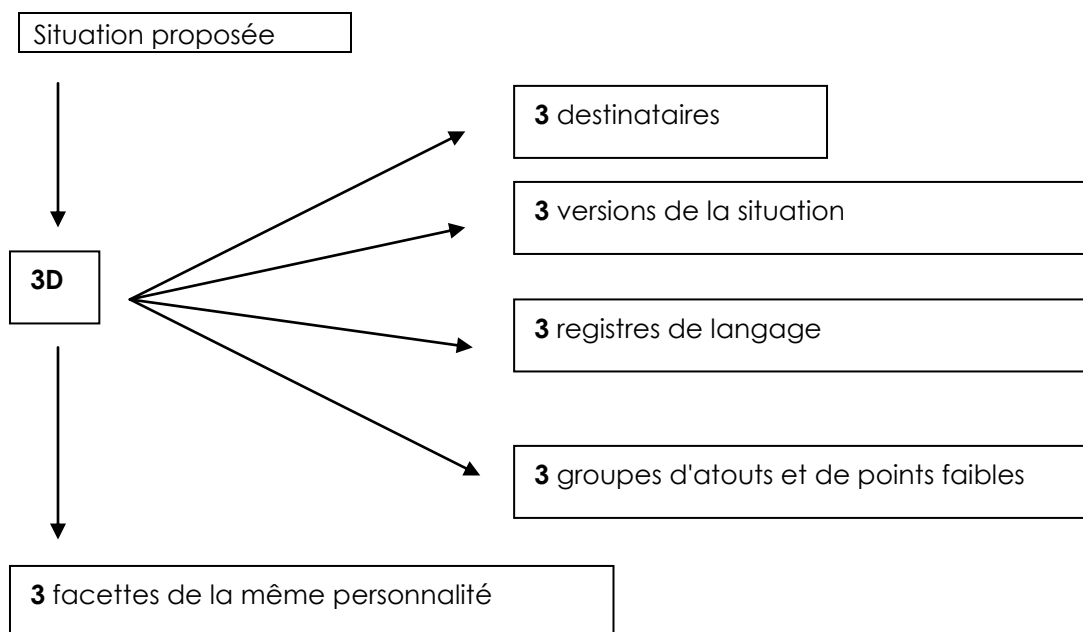 Situation proposée
3 destinataires
3 versions de la situation
3D
3 registres de langage
3 groupes d'atouts et de points faibles
3 facettes de la même personnalité